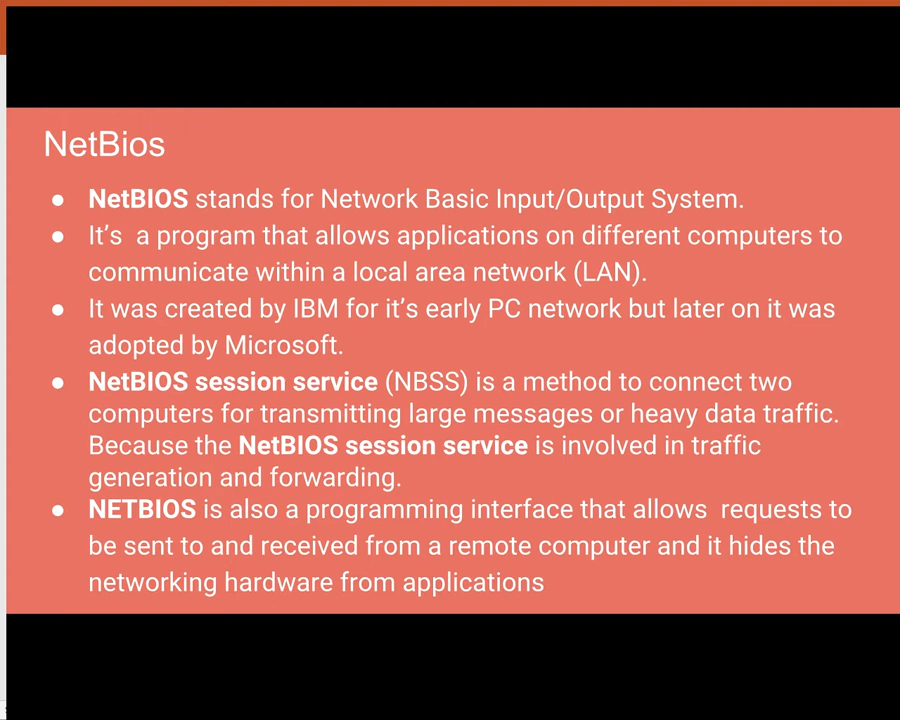 NetBios
● NetBIOS stands for Network Basic Input/Output System.
● It’s  a program that allows applications on different computers to
communicate within a local area network (LAN).
● It was created by IBM for it’s early PC network but later on it was
adopted by Microsoft.
● NetBIOS session service (NBSS) is a method to connect two
computers for transmitting large messages or heavy data traffic.
Because the NetBIOS session service is involved in traffic
generation and forwarding.
● NETBIOS is also a programming interface that allows  requests to
be sent to and received from a remote computer and it hides the
networking hardware from applications